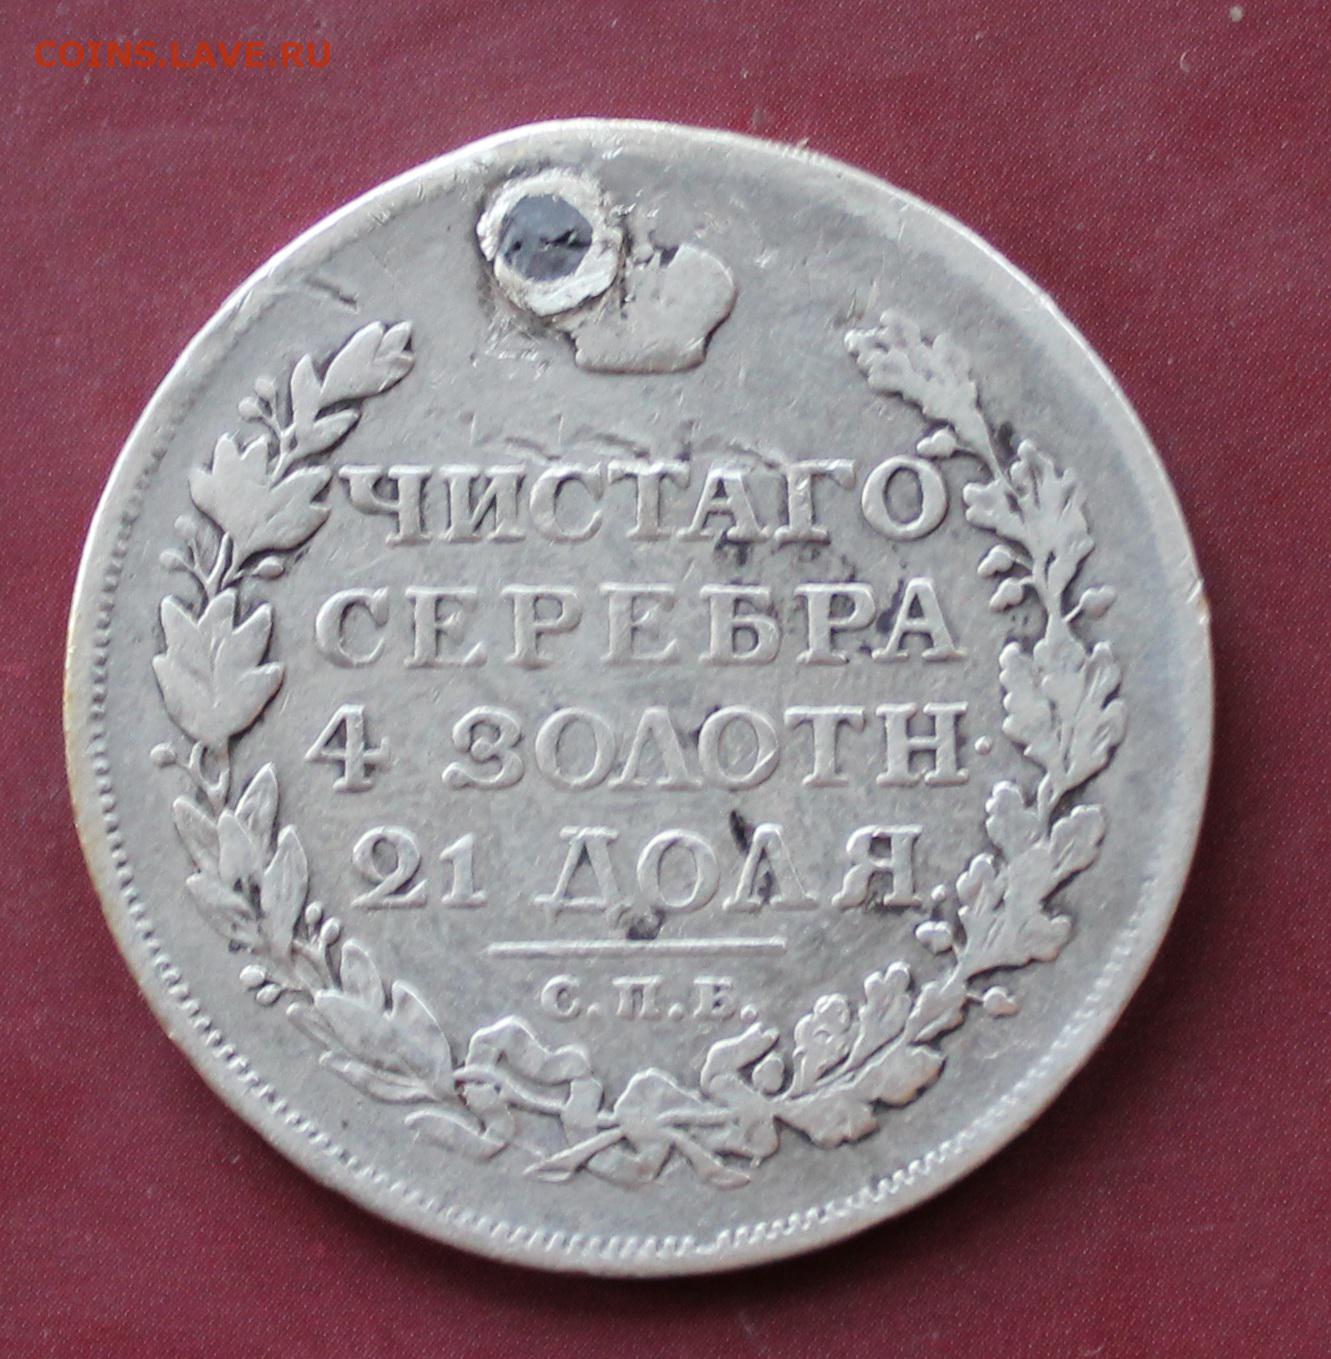 COINS.LAVE.RU
ЧИСТАГО
СЕРЕБРА
4 ЗОЛОТН.
21 ДОЛЯ.
С.П.Б.